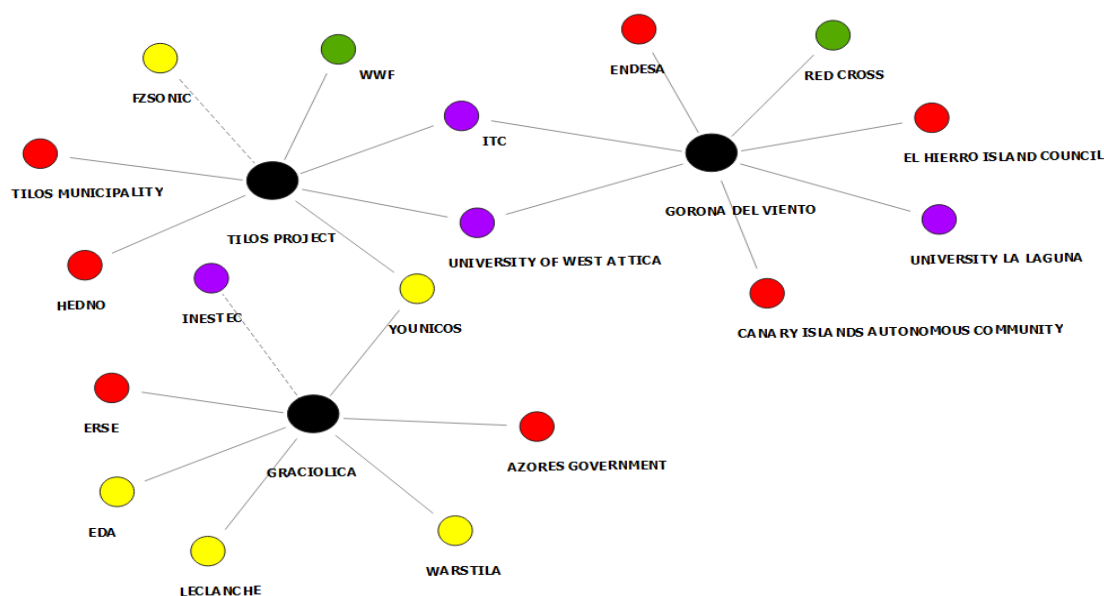 ENDESA
RED CROSS
WWF
FZSONIC
ITC
EL HIERRO ISLAND COUNCIL
TILOS MUNICIPALITY
GORONA DEL VIENTO
TILOS PROJECT
UNIVERSITY OF WEST ATTICA
UNIVERSITY LA LAGUNA
HEDNO
INESTEC
YOUNICOS
CANARY ISLANDS AUTONOMOUS COMMUNITY
ERSE
GRACIOLICA
AZORES GOVERNMENT
EDA
WARSTILA
LECLANCHE